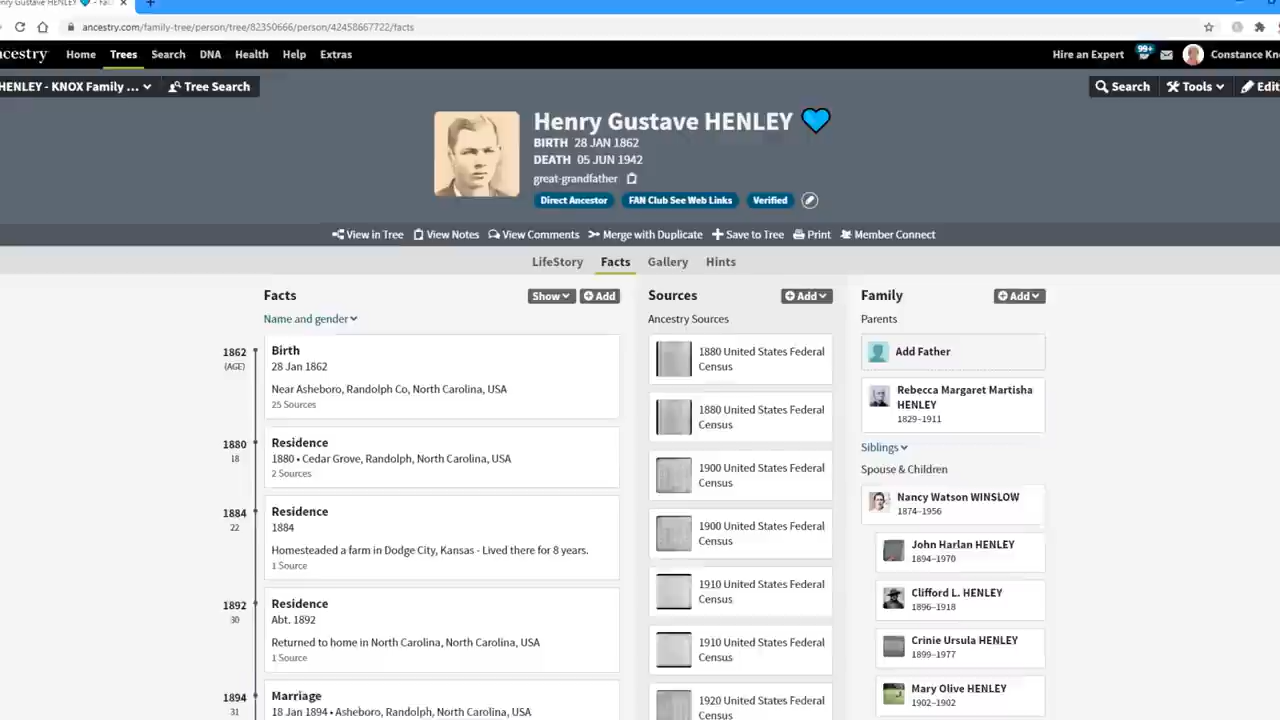 nry Gustave HENLEY
ancestry.com/family-tree/person/tree/82350666/person/42458667722/facts
ncestry Home Trees Search DNA Health Help Extras Hire an Expert 99+ Constance Kno
HENLEY - KNOX Family ... Tree Search Search Tools Edit
Henry Gustave HENLEY
BIRTH 28 JAN 1862
DEATH 05 JUN 1942
great-grandfather
Direct Ancestor FAN Club See Web Links Verified
View in Tree View Notes View Comments Merge with Duplicate Save to Tree Print Member Connect
LifeStory Facts Gallery Hints
Facts Show Add
Name and gender
1862
(AGE)
Birth
28 Jan 1862
Near Asheboro, Randolph Co, North Carolina, USA
25 Sources
1880
18
Residence
1880 • Cedar Grove, Randolph, North Carolina, USA
2 Sources
1884
22
Residence
1884
Homesteaded a farm in Dodge City, Kansas - Lived there for 8 years.
1 Source
1892
30
Residence
Abt. 1892
Returned to home in North Carolina, North Carolina, USA
1 Source
1894
31
Marriage
18 Jan 1894 • Asheboro, Randolph, North Carolina, USA
Sources Add
Ancestry Sources
1880 United States Federal
Census
1880 United States Federal
Census
1900 United States Federal
Census
1900 United States Federal
Census
1910 United States Federal
Census
1910 United States Federal
Census
1920 United States Federal
Census
Family Add
Parents
Add Father
Rebecca Margaret Martisha
HENLEY
1829–1911
Siblings
Spouse & Children
Nancy Watson WINSLOW
1874–1956
John Harlan HENLEY
1894–1970
Clifford L. HENLEY
1896–1918
Crinie Ursula HENLEY
1899–1977
Mary Olive HENLEY
1902–1902